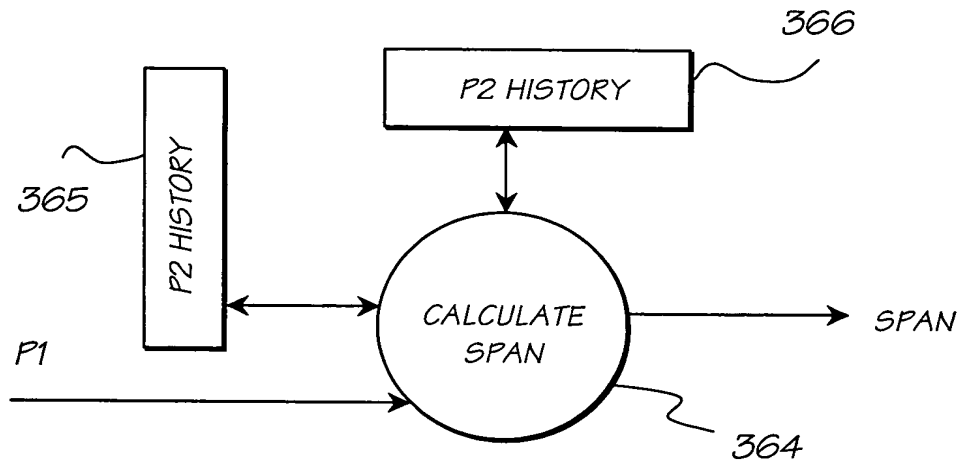 366
P2 HISTORY
P2 HISTORY
365
CALCULATE
SPAN
SPAN
P1
364